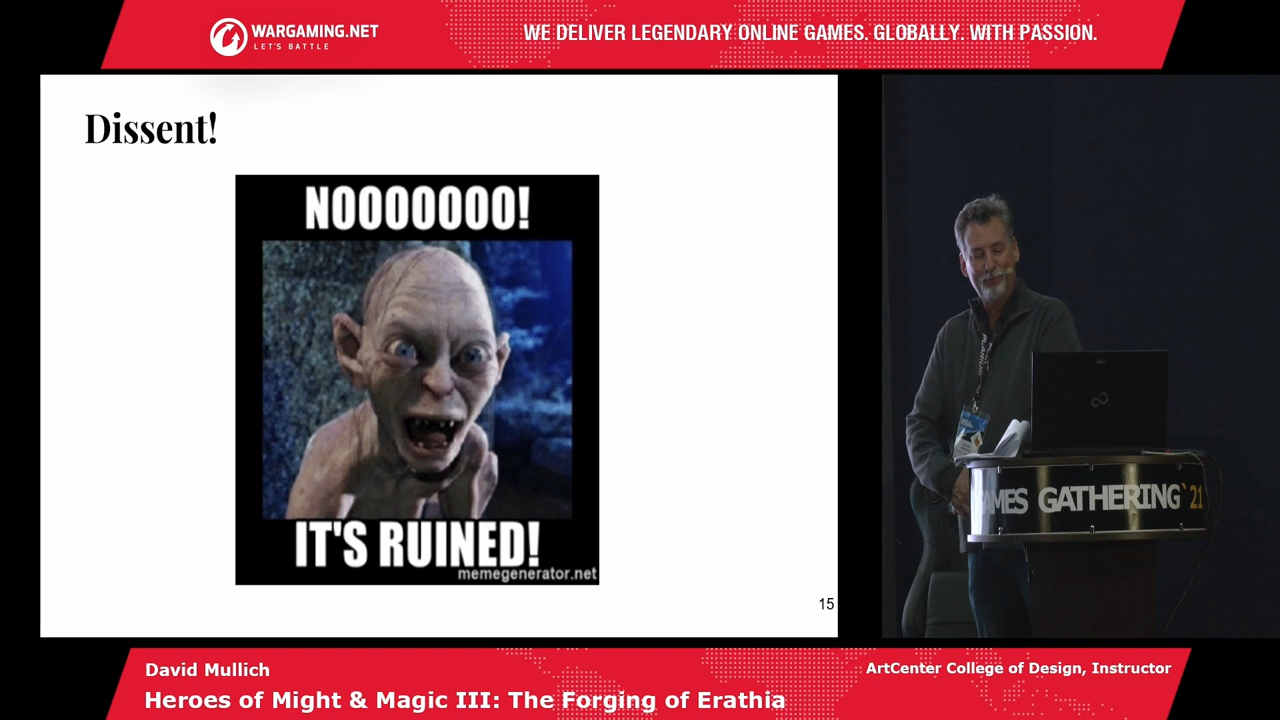 WARGAMING.NET
LET'S BATTLE
WE DELIVER LEGENDARY ONLINE GAMES. GLOBALLY. WITH PASSION.
Dissent!
NOOOOOOO!
IT'S RUINED!
memegenerator.net
15
GAMES GATHERING`21
David Mullich
ArtCenter College of Design, Instructor
Heroes of Might & Magic III: The Forging of Erathia